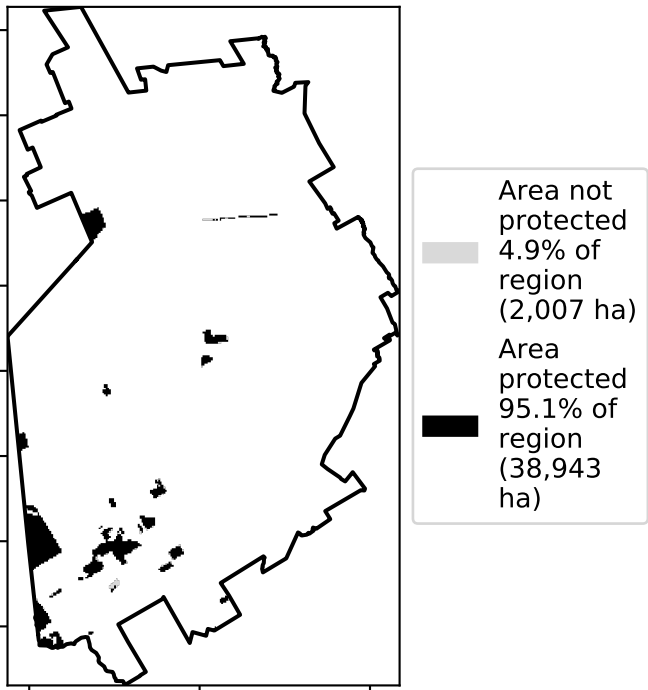 Area not
protected
4.9% of
region
(2,007 ha)
Area
protected
95.1% of
region
(38,943
ha)